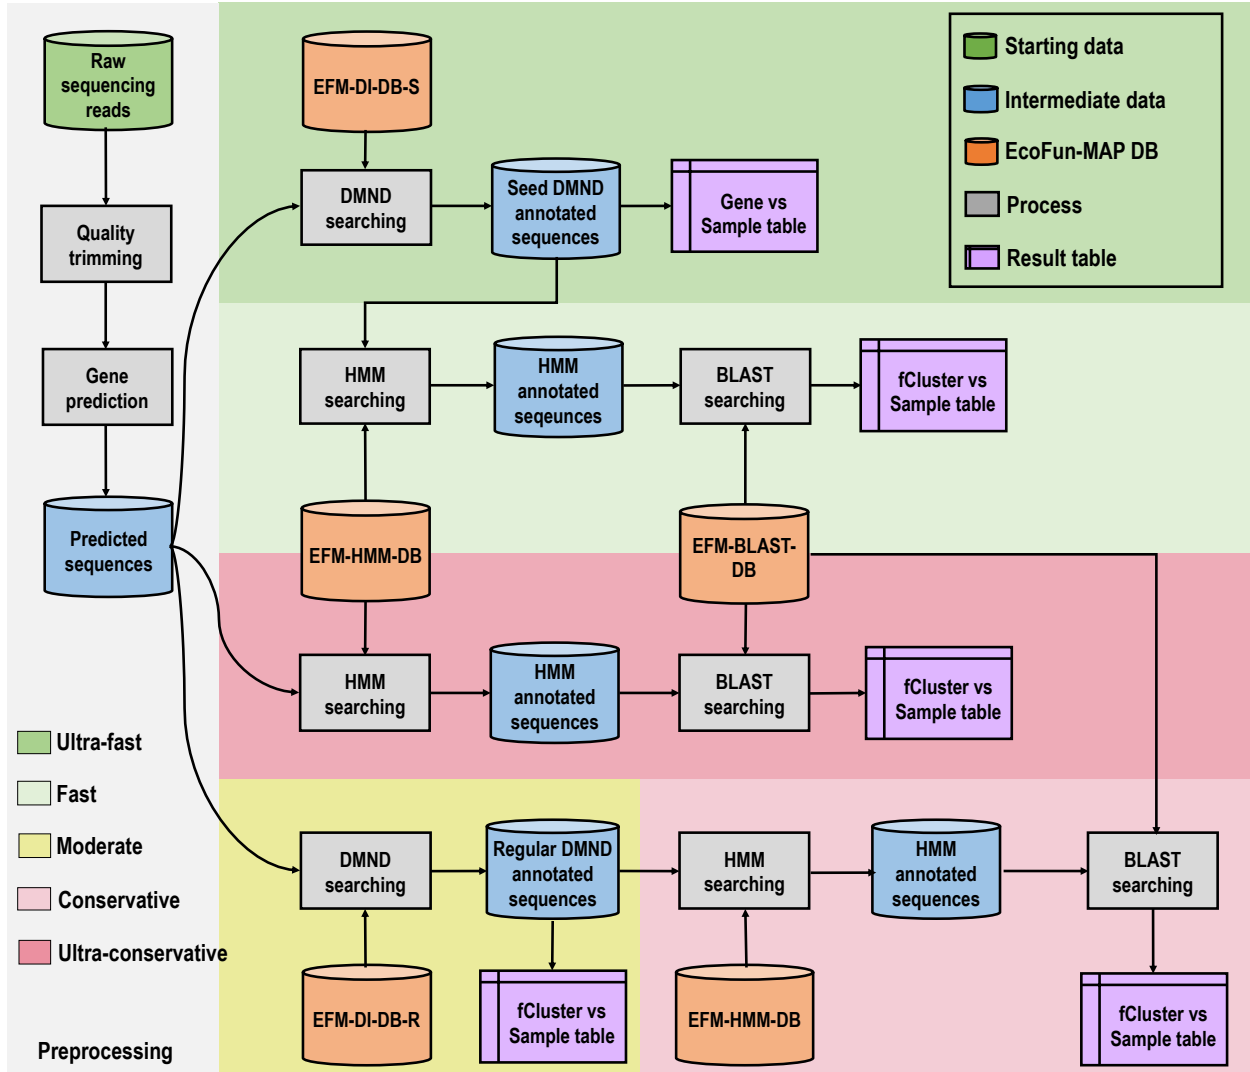 Raw
sequencing
reads
Quality
trimming
Gene
prediction
Predicted
sequences
Ultra-fast
Fast
Moderate
Conservative
Ultra-conservative
Preprocessing
EFM-DI-DB-S
DMND
searching
Seed DMND
annotated
sequences
Gene vs
Sample table
Starting data
Intermediate data
EcoFun-MAP DB
Process
Result table
HMM
searching
HMM
annotated
seqeunces
BLAST
searching
fCluster vs
Sample table
EFM-HMM-DB
EFM-BLAST-
DB
HMM
searching
HMM
annotated
sequences
BLAST
searching
fCluster vs
Sample table
DMND
searching
Regular DMND
annotated
sequences
EFM-DI-DB-R
fCluster vs
Sample table
HMM
searching
HMM
annotated
sequences
BLAST
searching
EFM-HMM-DB
fCluster vs
Sample table